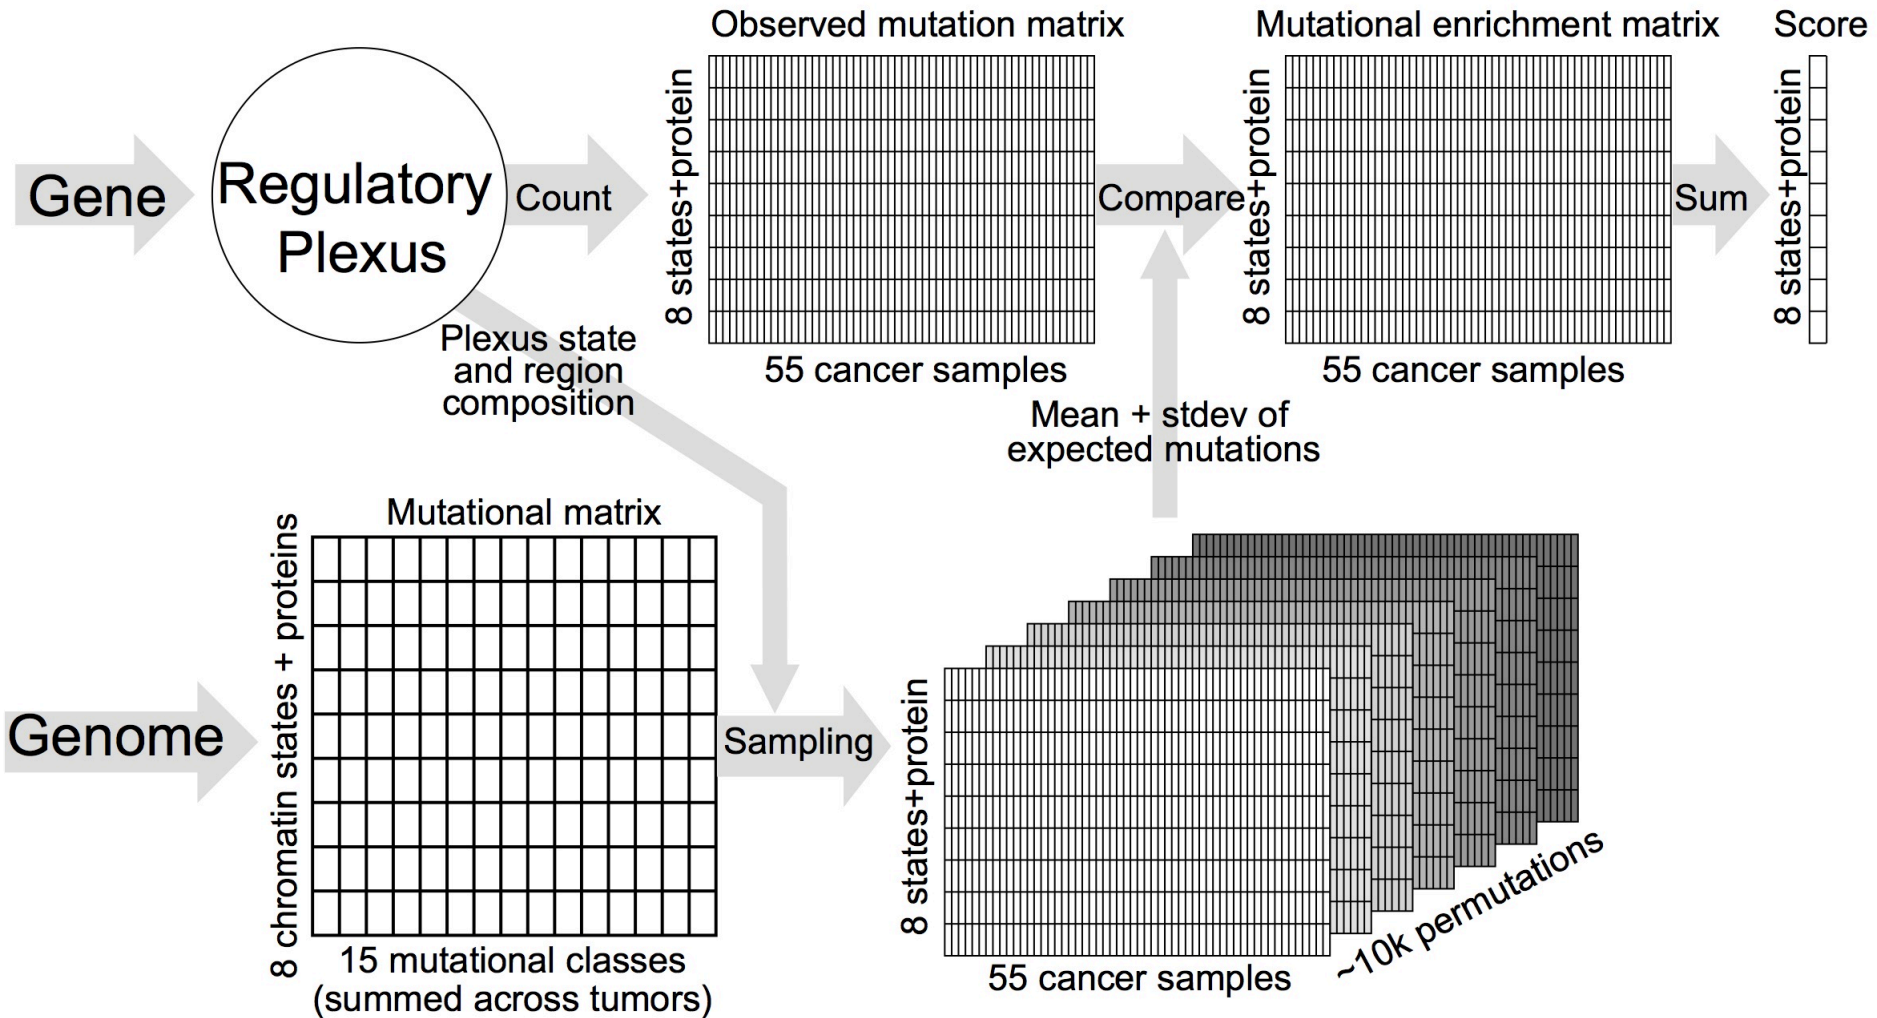 Observed mutation matrix
Mutational enrichment matrix
Score
Gene
Regulatory
Plexus
Count
8 states+protein
55 cancer samples
Compare
8 states+protein
55 cancer samples
Sum
8 states+protein
Plexus state
and region
composition
Mean + stdev of
expected mutations
Genome
Mutational matrix
8 chromatin states + proteins
15 mutational classes
(summed across tumors)
Sampling
8 states+protein
55 cancer samples
~10k permutations